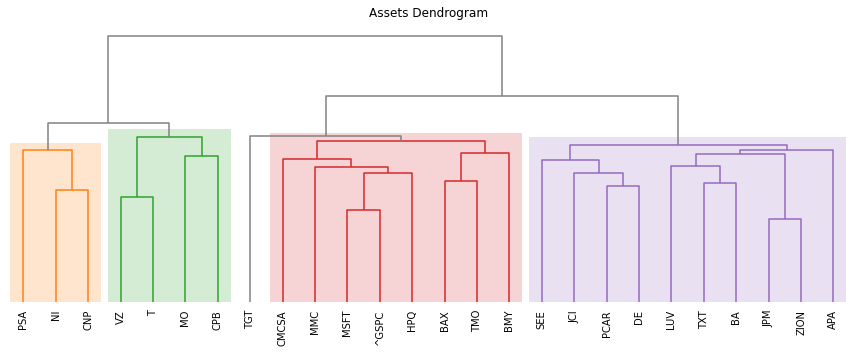 Assets Dendrogram
PSA
NI
CNP
VZ
T
MO
CPB
TGT
CMCSA
MMC
MSFT
^GSPC
HPQ
BAX
TMO
BMY
SEE
JCI
PCAR
DE
LUV
TXT
BA
JPM
ZION
APA